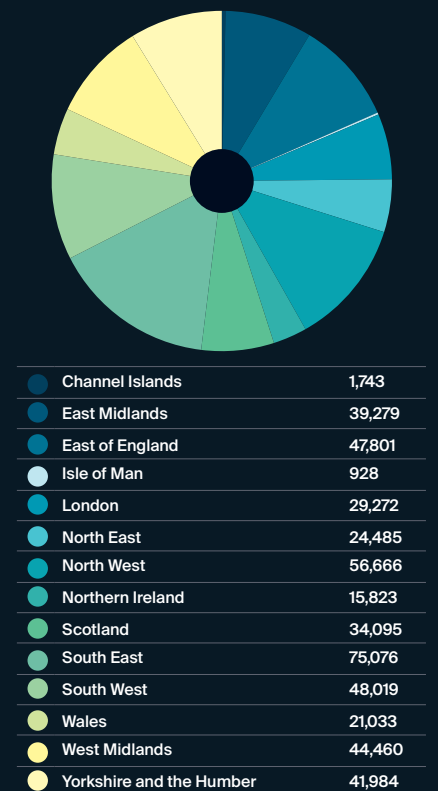 Channel Islands 1,743
East Midlands 39,279
East of England 47,801
Isle of Man 928
London 29,272
North East 24,485
North West 56,666
Northern Ireland 15,823
Scotland 34,095
South East 75,076
South West 48,019
Wales 21,033
West Midlands 44,460
Yorkshire and the Humber 41,984